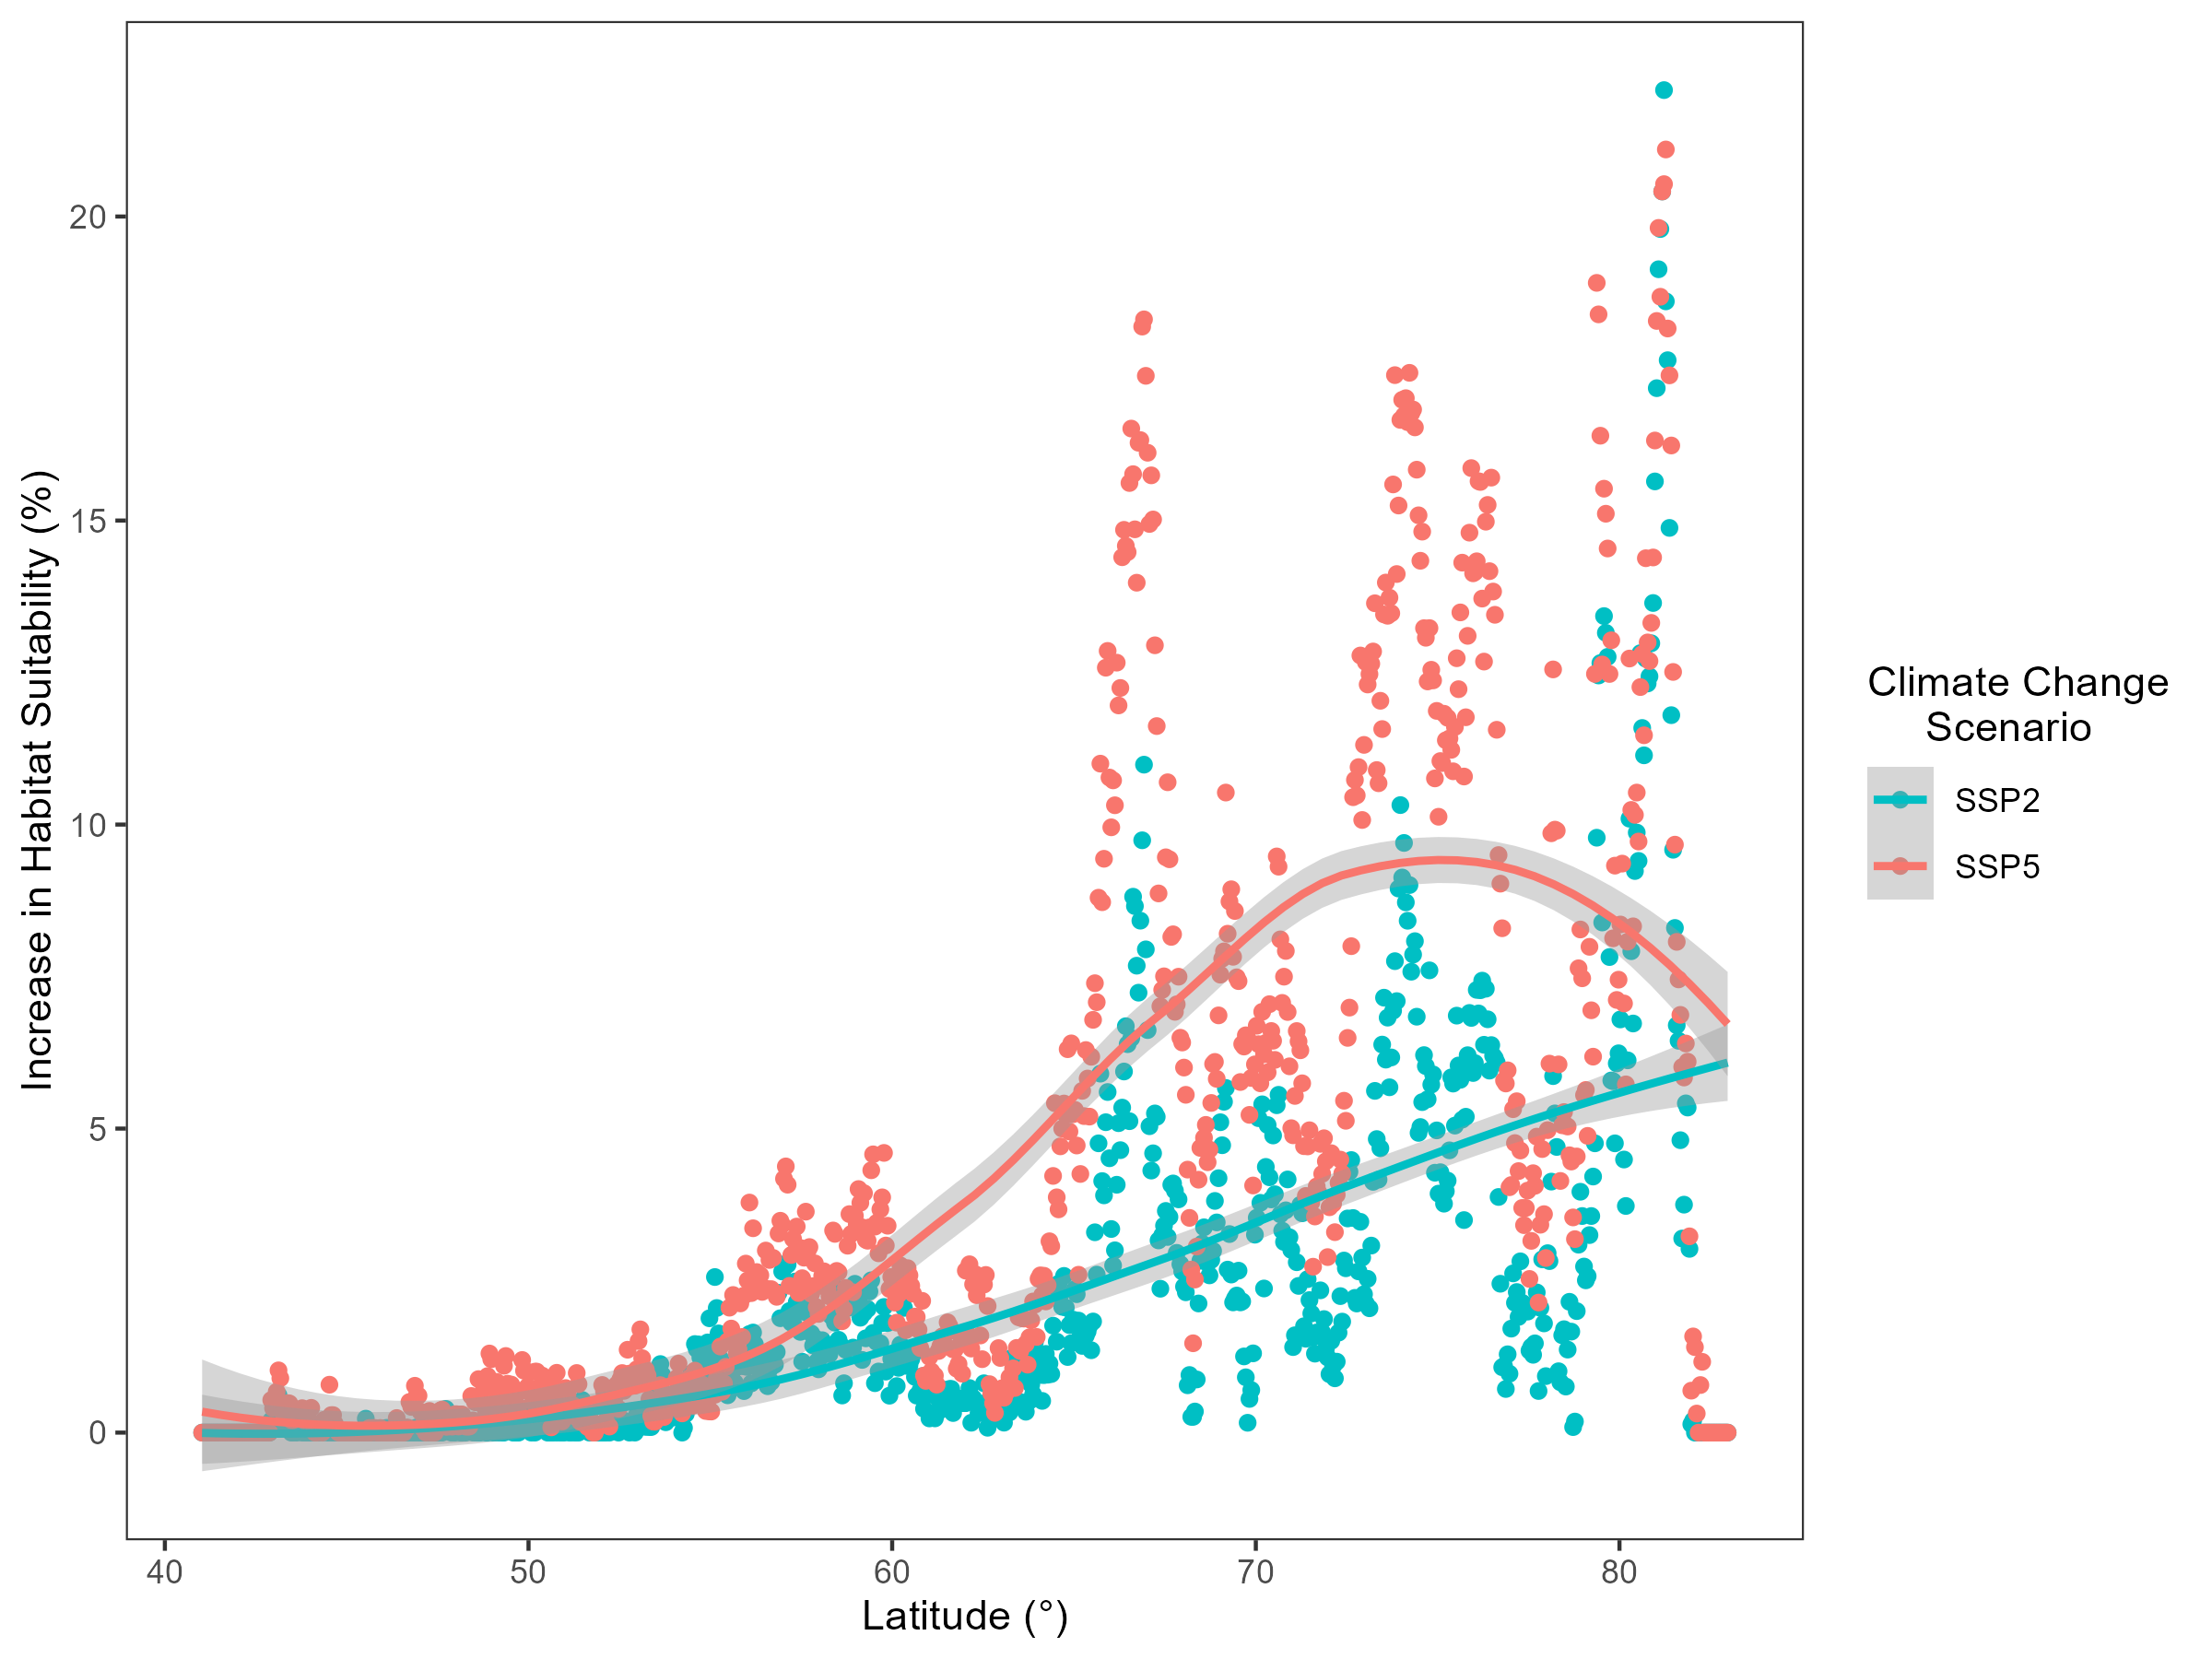 Increase in Habitat Suitability (%)
20
15
10
5
0
40
50
60
70
80
Latitude (°)
Climate Change
Scenario
SSP2
SSP5